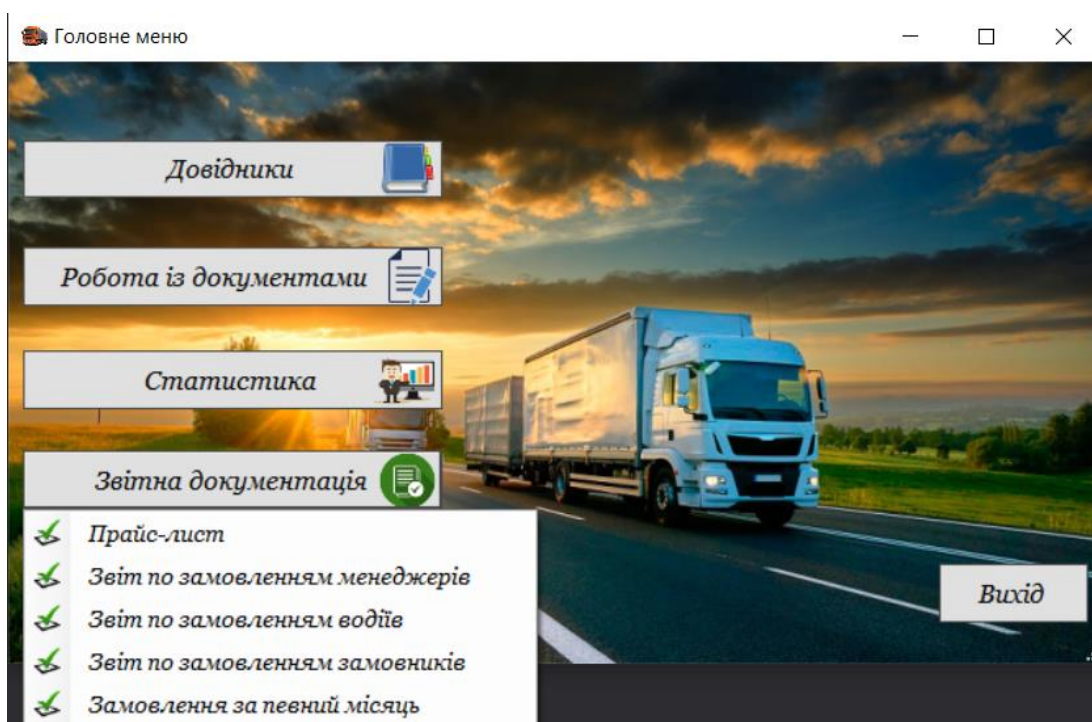 Головне меню
Довідники
Робота із документами
Статистика
Звітна документація
Прайс-лист
Звіт по замовленням менеджерів
Звіт по замовленням водіїв
Звіт по замовленням замовників
Замовлення за певний місяць
Вихід